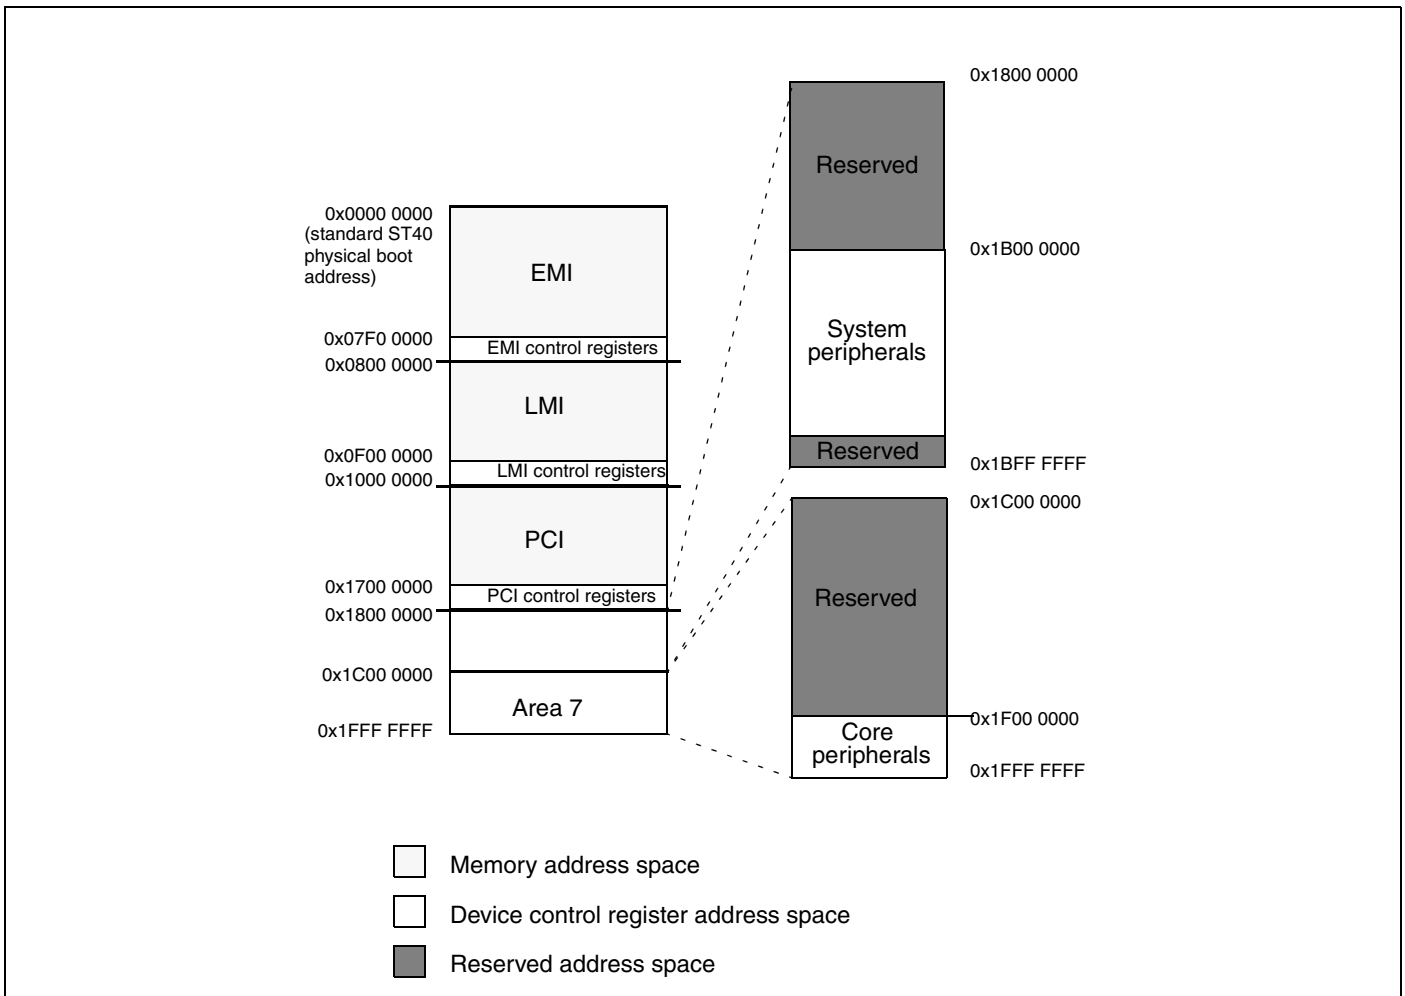 0x0000 0000
(standard ST40
physical boot
address)
EMI
0x07F0 0000
EMI control registers
0x0800 0000
LMI
0x0F00 0000
LMI control registers
0x1000 0000
PCI
0x1700 0000
PCI control registers
0x1800 0000
0x1C00 0000
Area 7
0x1FFF FFFF
0x1800 0000
Reserved
0x1B00 0000
System
peripherals
Reserved
0x1BFF FFFF
0x1C00 0000
Reserved
0x1F00 0000
Core
peripherals
0x1FFF FFFF
Memory address space
Device control register address space
Reserved address space